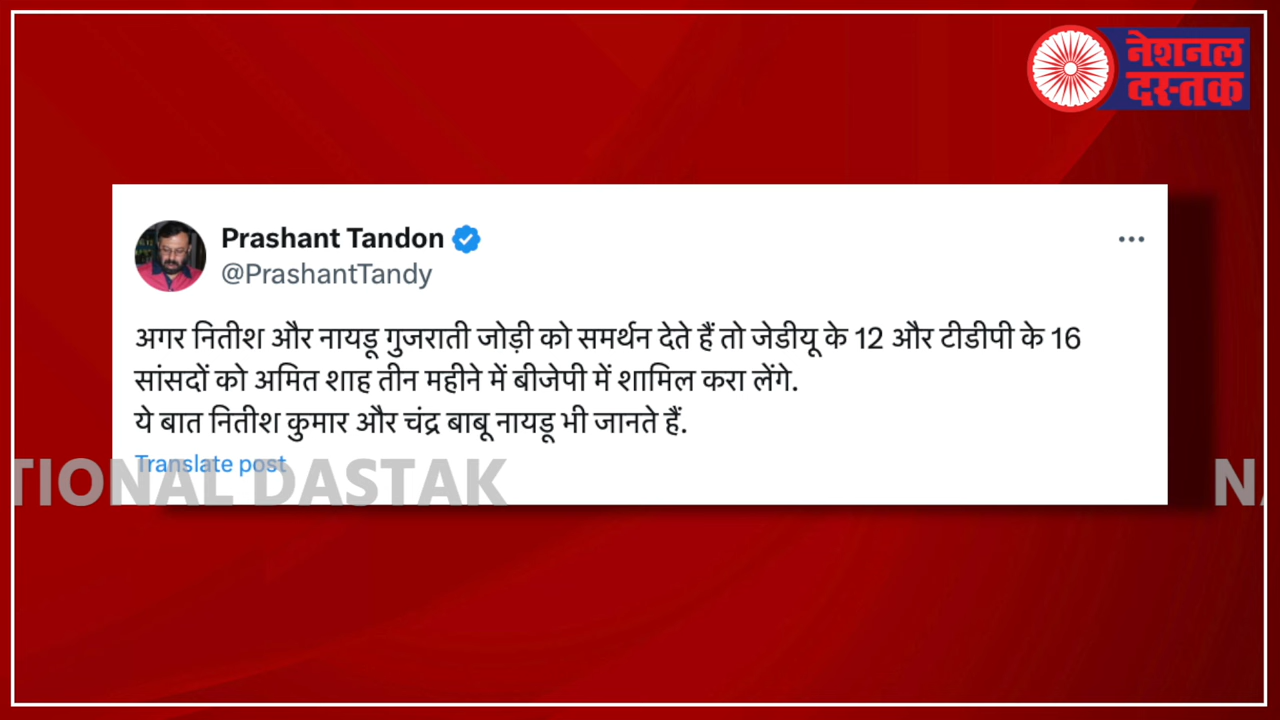 नेशनल
दस्तक
Prashant Tandon
@PrashantTandy
अगर नितीश और नायडू गुजराती जोड़ी को समर्थन देते हैं तो जेडीयू के 12 और टीडीपी के 16
सांसदों को अमित शाह तीन महीने में बीजेपी में शामिल करा लेंगे.
ये बात नितीश कुमार और चंद्र बाबू नायडू भी जानते हैं.
Translate post
TIONAL DASTAK
NA